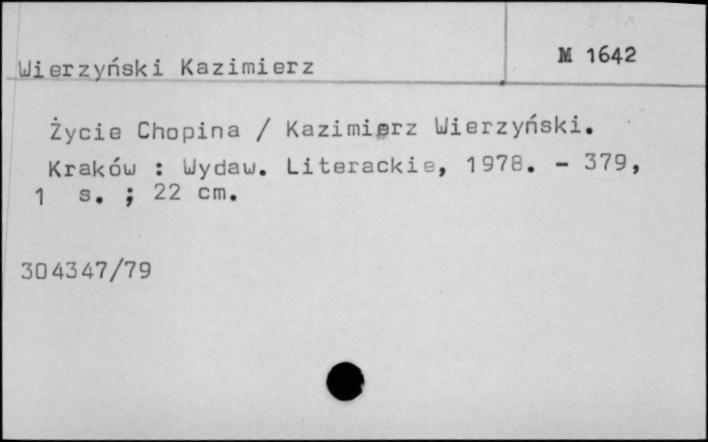 Wierzyński Kazimierz
M 1642
Życie Chopina / Kazimierz Wierzyński.
Kraków : Wydaw. Literackie, 1978. - 379,
1 s. ; 22 cm.
304347/79